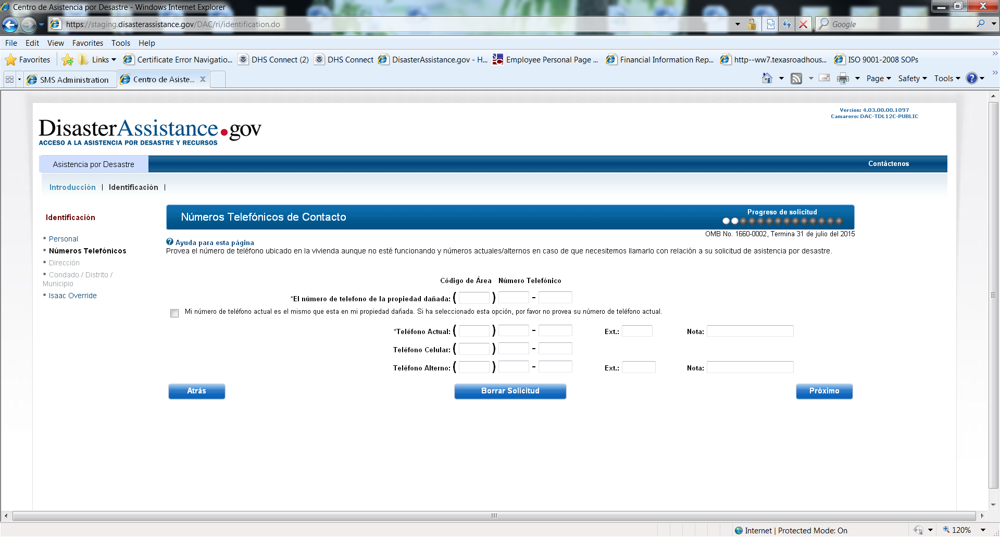 Centro de Asistencia por Desastre - Windows Internet Explorer
https://staging.disasterassistance.gov/DAC/ri/identification.do
Google
File Edit View Favorites Tools Help
Favorites Links Certificate Error Navigatio... DHS Connect (2) DHS Connect DisasterAssistance.gov - H... Employee Personal Page ... Financial Information Rep... http--ww7.texasroadhous... ISO 9001-2008 SOPs
SMS Administration Centro de Asiste... Page Safety Tools
Version: 4.03.00.00.1097
Camarero: DAC-TDL12C-PUBLIC
DisasterAssistance.gov
ACCESO A LA ASISTENCIA POR DESASTRE Y RECURSOS
Asistencia por Desastre Contáctenos
Introducción | Identificación |
Identificación
• Personal
• Números Telefónicos
• Dirección
• Condado / Distrito /
Municipio
• Isaac Override
Números Telefónicos de Contacto
Progreso de solicitud
OMB No. 1660-0002, Termina 31 de julio del 2015
? Ayuda para esta página
Provea el número de teléfono ubicado en la vivienda aunque no esté funcionando y números actuales/alternos en caso de que necesitemos llamarlo con relación a su solicitud de asistencia por desastre.
Código de Área Número Telefónico
*El número de telefono de la propiedad dañada: ( ) -
Mi número de teléfono actual es el mismo que esta en mi propiedad dañada. Si ha seleccionado esta opción, por favor no provea su número de teléfono actual.
*Teléfono Actual: ( ) - Ext.: Nota:
Teléfono Celular: ( ) -
Teléfono Alterno: ( ) - Ext.: Nota:
Atrás Borrar Solicitud Próximo
Internet | Protected Mode: On 120%